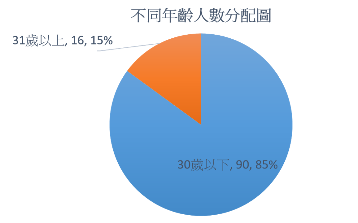 不同年齡人數分配圖
31歲以上, 16, 15%
30歲以下, 90, 85%